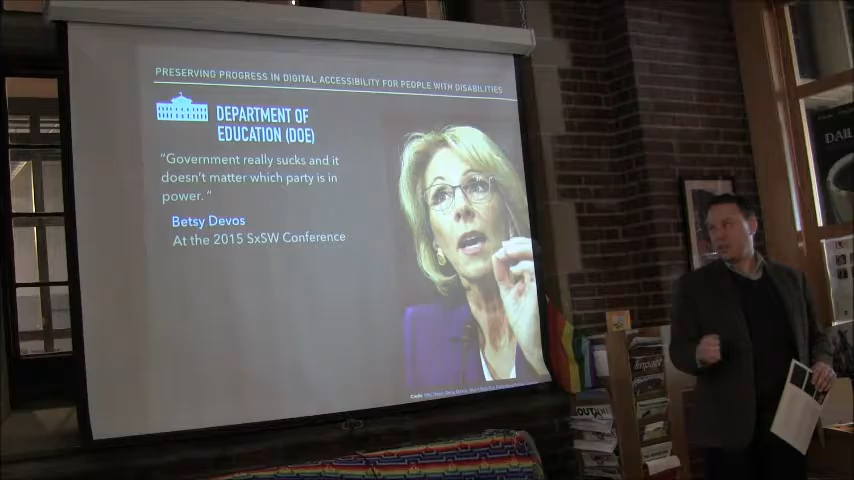 PRESERVING PROGRESS IN DIGITAL ACCESSIBILITY FOR PEOPLE WITH DISABILITIES
DEPARTMENT OF
EDUCATION (DOE)
"Government really sucks and it
doesn't matter which party is in
power. "
Betsy Devos
At the 2015 SxSW Conference
Credit
DAIL
OUT